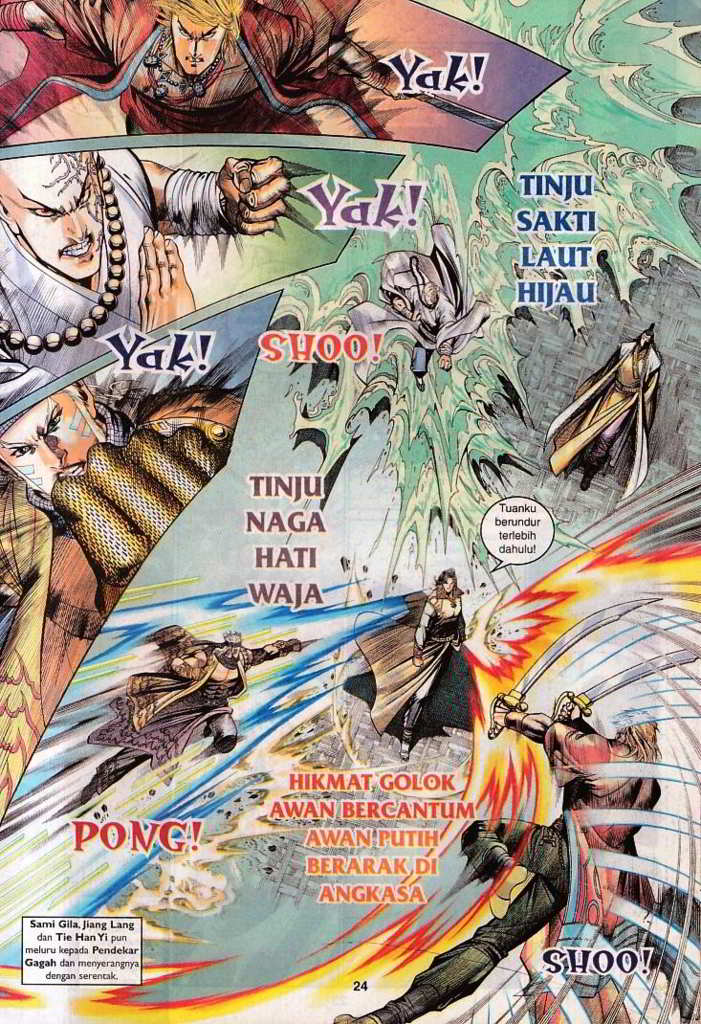 Yak!
Yak!
TINJU
SAKTI
LAUT
HIJAU
Yak!
SHOO!
TINJU
NAGA
HATI
WAJA
Tuanku
berundur
terlebih
dahulu!
HIKMAT GOLOK
AWAN BERCANTUM
AWAN PUTIH
BERARAK DI
ANGKASA
PONG!
Sami Gila, Jiang Lang
dan Tie Han Yi pun
meluru kepada Pendekar
Gagah dan menyerangnya
dengan serentak.
SHOO!
24